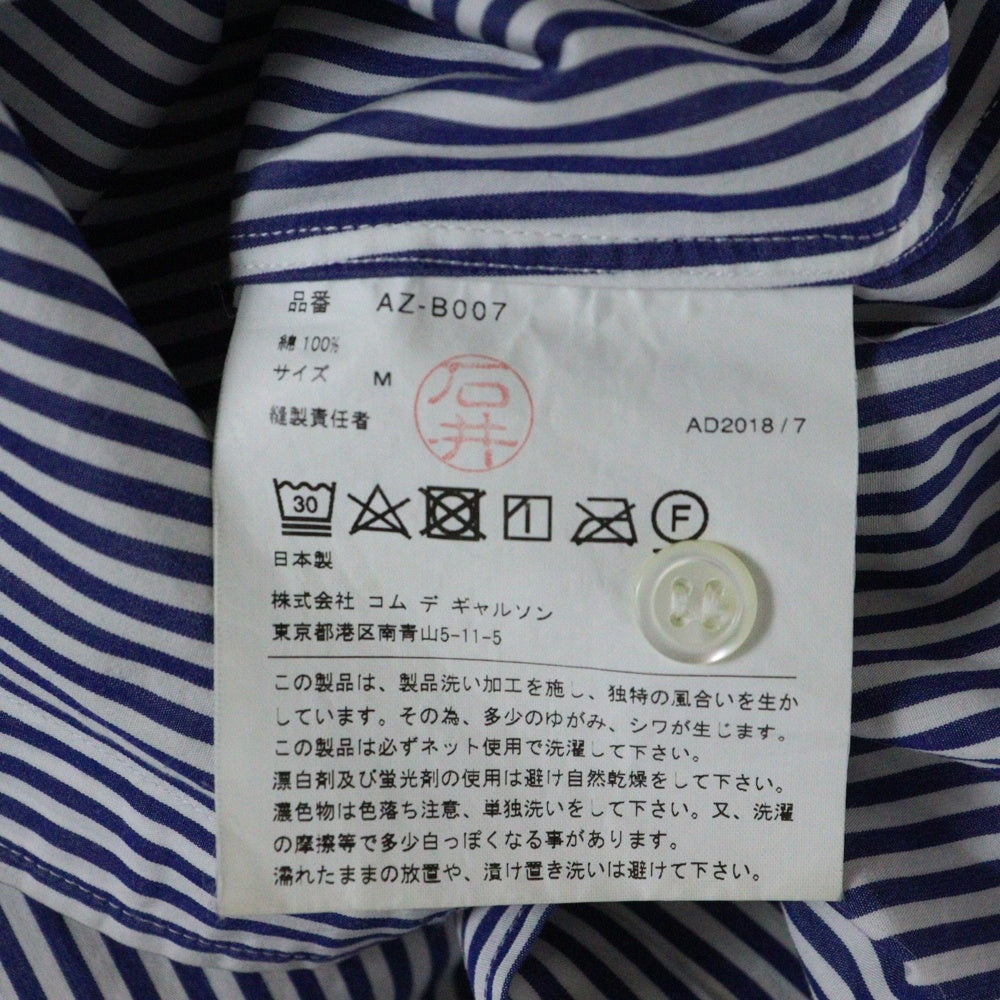 品番 AZ-B007
綿 100%
サイズ M
石井
縫製責任者
AD2018/7
30
F
日本製
株式会社 コム デ ギャルソン
東京都港区南青山5-11-5
この製品は、製品洗い加工を施し、独特の風合いを生か
しています。その為、多少のゆがみ、シワが生じます。
この製品は必ずネット使用で洗濯して下さい。
漂白剤及び蛍光剤の使用は避け自然乾燥をして下さい。
濃色物は色落ち注意、単独洗いをして下さい。又、洗濯
の摩擦等で多少白っぽくなる事があります。
濡れたままの放置や、漬け置き洗いは避けて下さい。